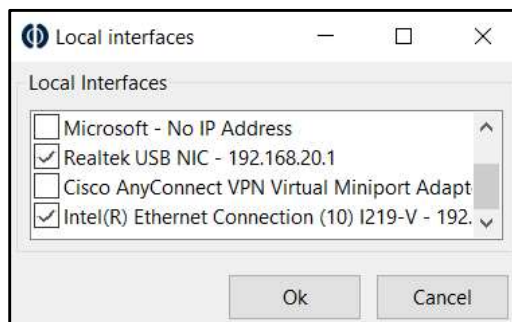 Local interfaces
Local Interfaces
Microsoft - No IP Address
Realtek USB NIC - 192.168.20.1
Cisco AnyConnect VPN Virtual Miniport Adapt
Intel(R) Ethernet Connection (10) I219-V - 192.
Ok
Cancel